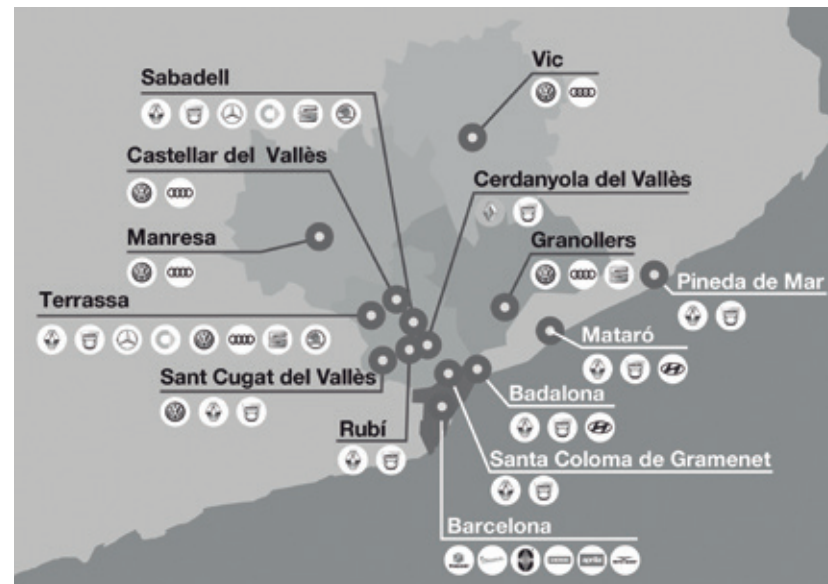 Vic
Sabadell
Castellar del Vallès
Cerdanyola del Vallès
Manresa
Granollers
Pineda de Mar
Terrassa
Mataró
Sant Cugat del Vallès
Badalona
Rubí
Santa Coloma de Gramenet
Barcelona